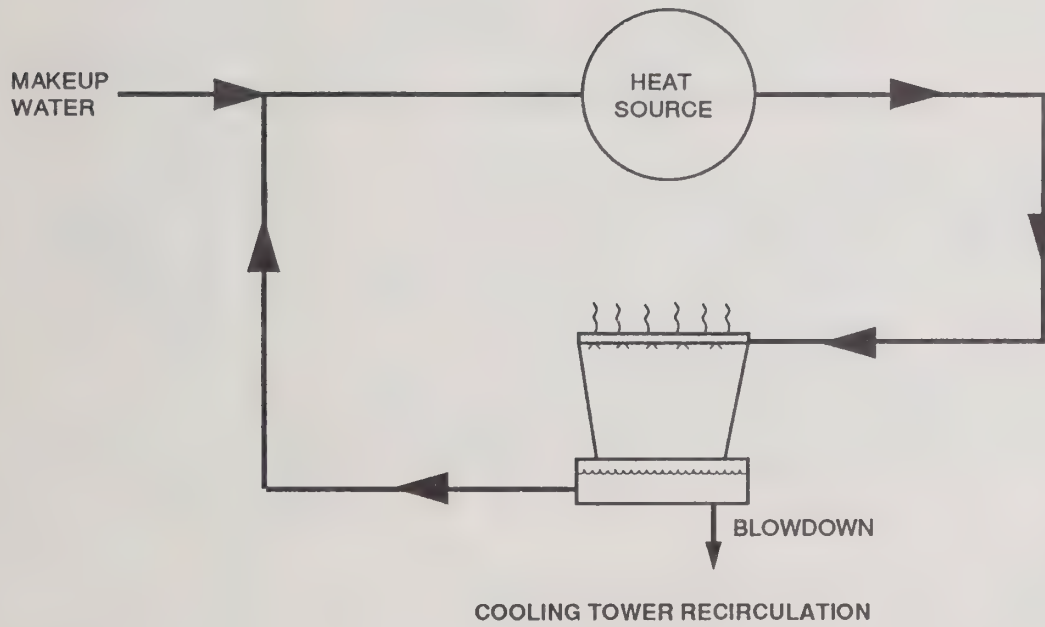 MAKEUP
WATER
HEAT
SOURCE
BLOWDOWN
COOLING TOWER RECIRCULATION